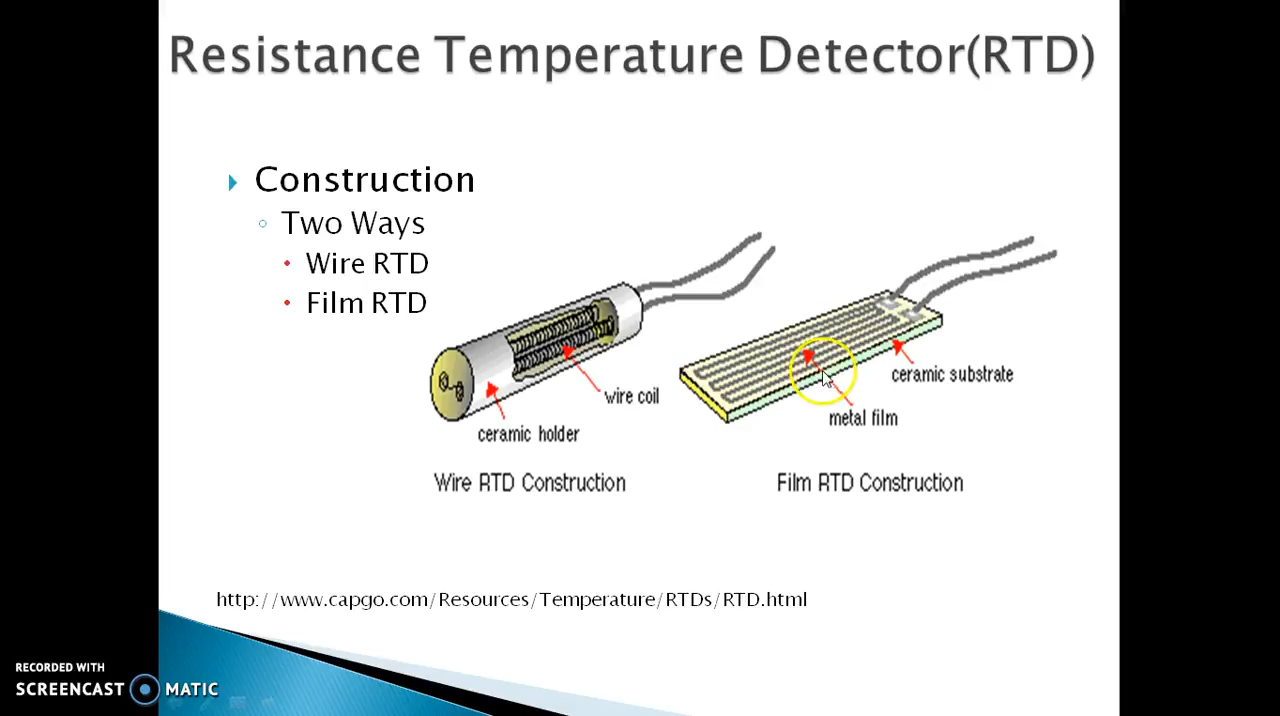 Resistance Temperature Detector(RTD)
Construction
Two Ways
Wire RTD
Film RTD
wire coil
ceramic holder
Wire RTD Construction
ceramic substrate
metal film
Film RTD Construction
http://www.capgo.com/Resources/Temperature/RTDs/RTD.html
RECORDED WITH
SCREENCAST MATIC